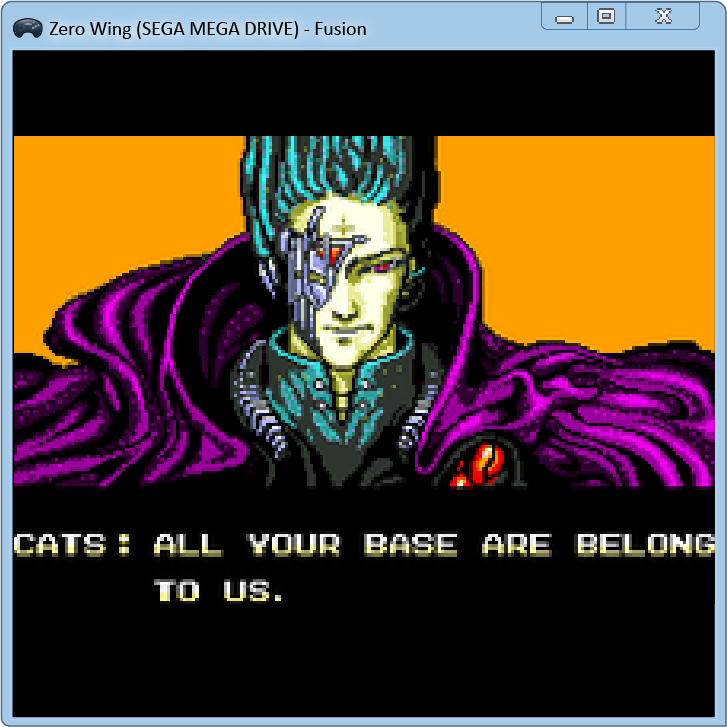 Zero Wing (SEGA MEGA DRIVE) - Fusion
CATS: ALL YOUR BASE ARE BELONG
TO US.